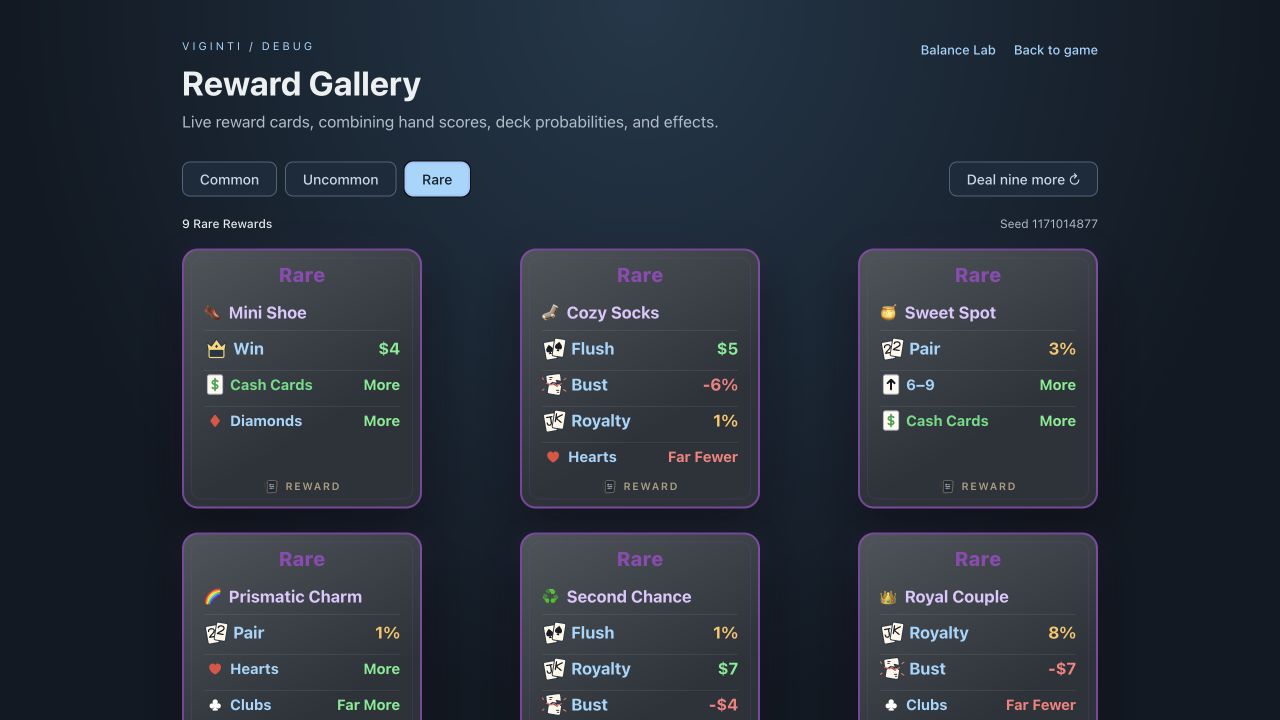 VIGINTI / DEBUG
Balance Lab Back to game
Reward Gallery
Live reward cards, combining hand scores, deck probabilities, and effects.
Common Uncommon Rare Deal nine more ↻
9 Rare Rewards Seed 1171014877
Rare
Mini Shoe
Win $4
Cash Cards More
Diamonds More
REWARD
Rare
Cozy Socks
Flush $5
Bust -6%
Royalty 1%
Hearts Far Fewer
REWARD
Rare
Sweet Spot
Pair 3%
6–9 More
Cash Cards More
REWARD
Rare
Prismatic Charm
Pair 1%
Hearts More
Clubs Far More
Rare
Second Chance
Flush 1%
Royalty $7
Bust -$4
Rare
Royal Couple
Royalty 8%
Bust -$7
Clubs Far Fewer